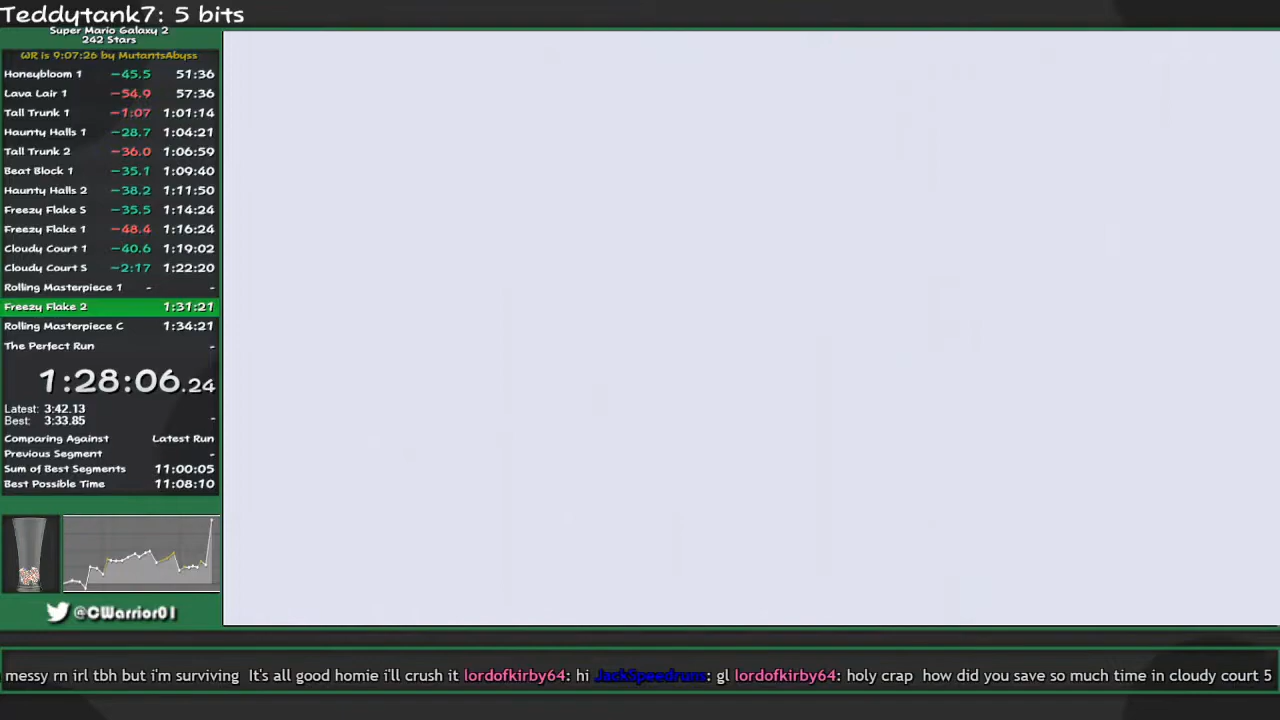 Teddytank7: 5 bits
Super Mario Galaxy 2
242 Stars
WR is 9:07:26 by MutantsAbyss
Honeybloom 1 -45.5 51:36
Lava Lair 1 -54.9 57:36
Tall Trunk 1 -1:07 1:01:14
Haunty Halls 1 -28.7 1:04:21
Tall Trunk 2 -36.0 1:06:59
Beat Block 1 -35.1 1:09:40
Haunty Halls 2 -38.2 1:11:50
Freezy Flake S -35.5 1:14:24
Freezy Flake 1 -48.4 1:16:24
Cloudy Court 1 -40.6 1:19:02
Cloudy Court S -2:17 1:22:20
Rolling Masterpiece 1 - -
Freezy Flake 2 1:31:21
Rolling Masterpiece C 1:34:21
The Perfect Run -
1:28:06.24
Latest: 3:42.13
Best: 3:33.85 -
Comparing Against Latest Run
Previous Segment -
Sum of Best Segments 11:00:05
Best Possible Time 11:08:10
@CWarrior01
messy rn irl tbh but i'm surviving It's all good homie i'll crush it lordofkirby64: hi JackSpeedruns: gl lordofkirby64: holy crap how did you save so much time in cloudy court 5